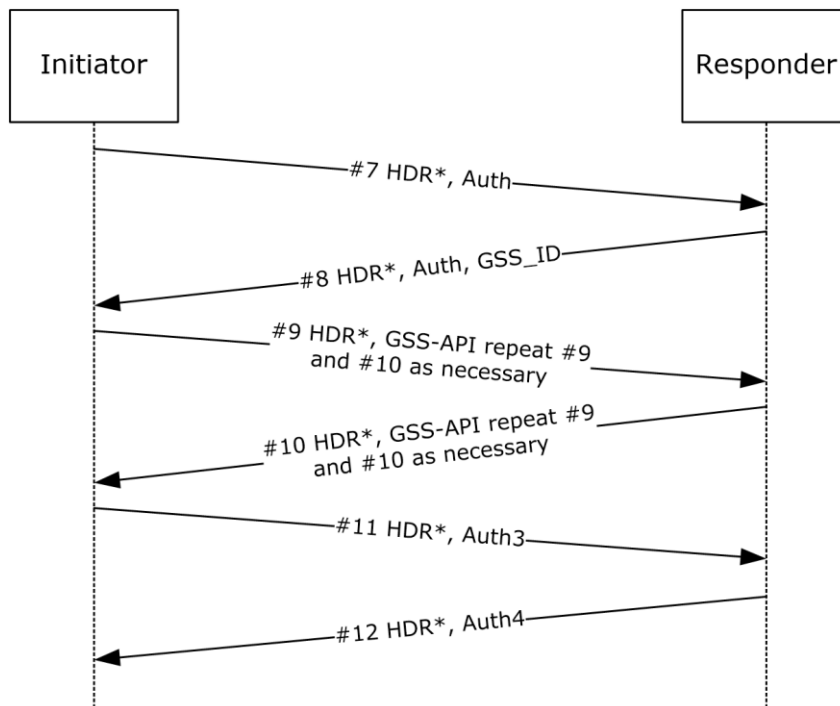 Initiator
Responder
#7 HDR*, Auth
#8 HDR*, Auth, GSS_ID
#9 HDR*, GSS-API repeat #9
and #10 as necessary
#10 HDR*, GSS-API repeat #9
and #10 as necessary
#11 HDR*, Auth3
#12 HDR*, Auth4